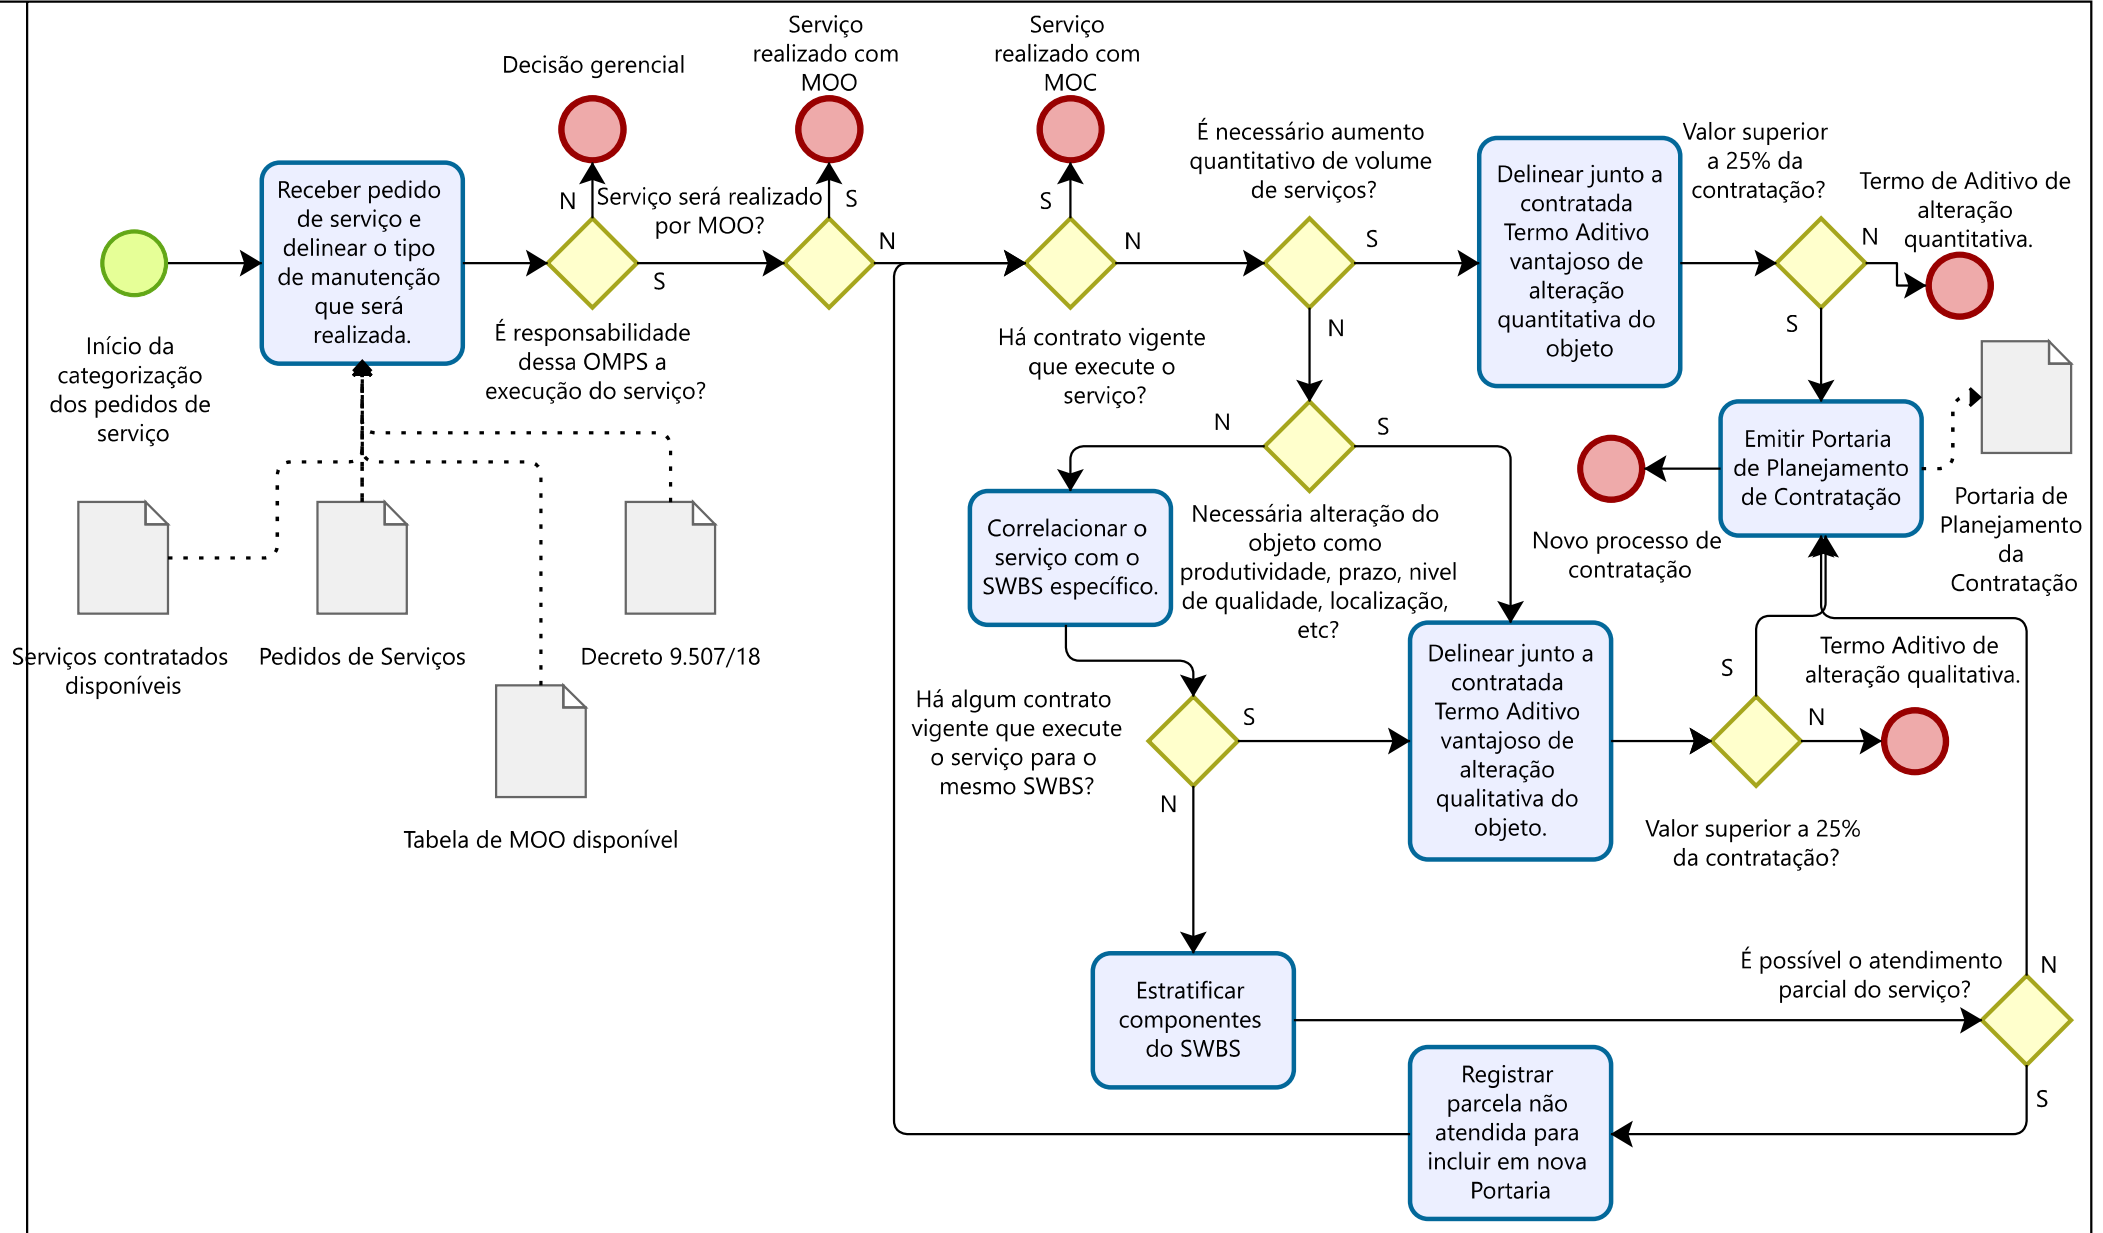 Decisão gerencial
Serviço
realizado com
MOO
Serviço
realizado com
MOC
É necessário aumento
quantitativo de volume
de serviços?
Valor superior
a 25% da
contratação?
Termo de Aditivo de
alteração
quantitativa.
Receber pedido
de serviço e
delinear o tipo
de manutenção
que será
realizada.
N
Serviço será realizado
por MOO?
S
S
N
S
N
S
Delinear junto a
contratada
Termo Aditivo
vantajoso de
alteração
quantitativa do
objeto
N
S
Início da
categorização
dos pedidos de
serviço
É responsabilidade
dessa OMPS a
execução do serviço?
Há contrato vigente
que execute o
serviço?
N
N
S
Emitir Portaria
de Planejamento
de Contratação
Portaria de
Planejamento
da
Contratação
Novo processo de
contratação
Correlacionar o
serviço com o
SWBS específico.
Necessária alteração do
objeto como
produtividade, prazo, nivel
de qualidade, localização,
etc?
Serviços contratados
disponíveis
Pedidos de Serviços
Decreto 9.507/18
Tabela de MOO disponível
Há algum contrato
vigente que execute
o serviço para o
mesmo SWBS?
S
N
Delinear junto a
contratada
Termo Aditivo
vantajoso de
alteração
qualitativa do
objeto.
S
N
Termo Aditivo de
alteração qualitativa.
Valor superior a 25%
da contratação?
Estratificar
componentes
do SWBS
É possível o atendimento
parcial do serviço?
N
S
Registrar
parcela não
atendida para
incluir em nova
Portaria